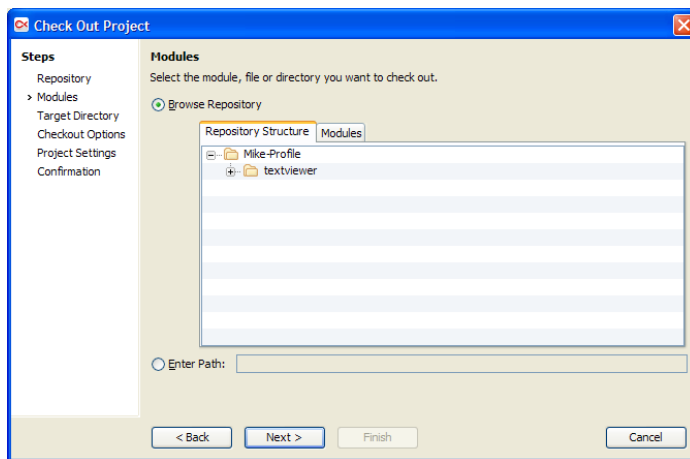 Check Out Project
Steps
Repository
> Modules
Target Directory
Checkout Options
Project Settings
Confirmation
Modules
Select the module, file or directory you want to check out.
Browse Repository
Repository Structure
Modules
Mike-Profile
textviewer
Enter Path:
< Back
Next >
Finish
Cancel